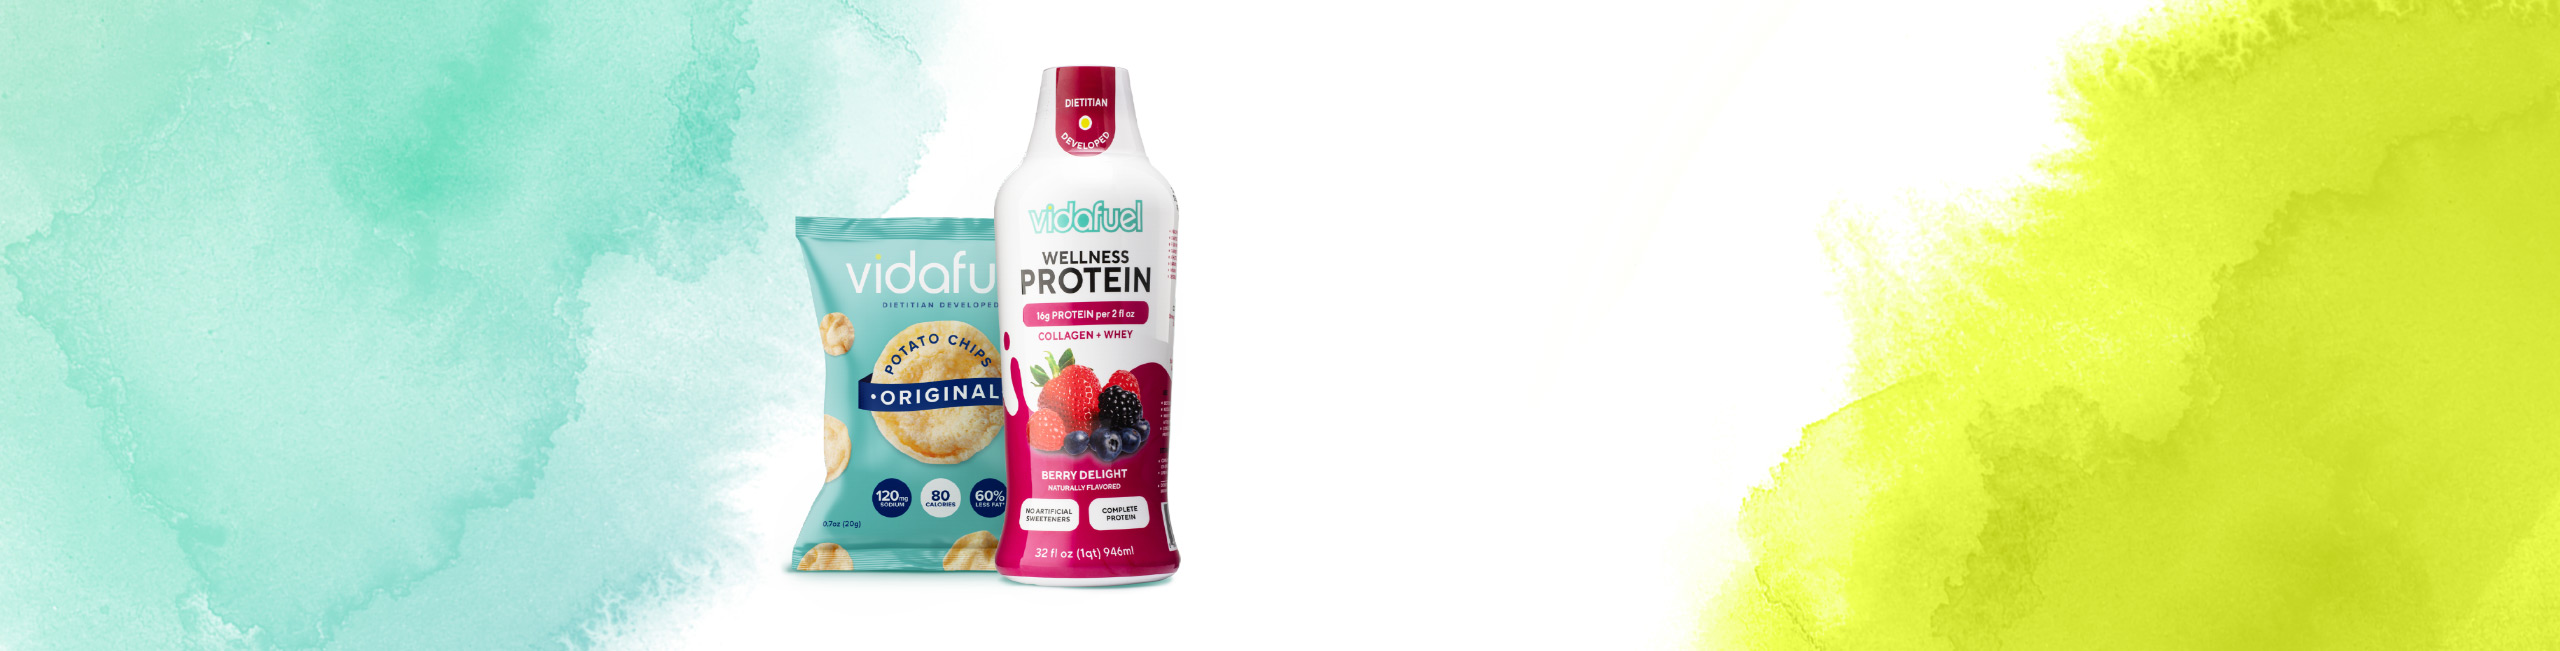 vidafu
DIETITIAN DEVELOPED
POTATO CHIPS
•ORIGINAL
120mg
SODIUM
80
CALORIES
60%
LESS FAT*
0.7oz (20g)
DIETITIAN
DEVELOPED
vidafuel
WELLNESS
PROTEIN
16g PROTEIN per 2 fl oz
COLLAGEN + WHEY
BERRY DELIGHT
NATURALLY FLAVORED
NO ARTIFICIAL
SWEETENERS
COMPLETE
PROTEIN
32 fl oz (1qt) 946ml